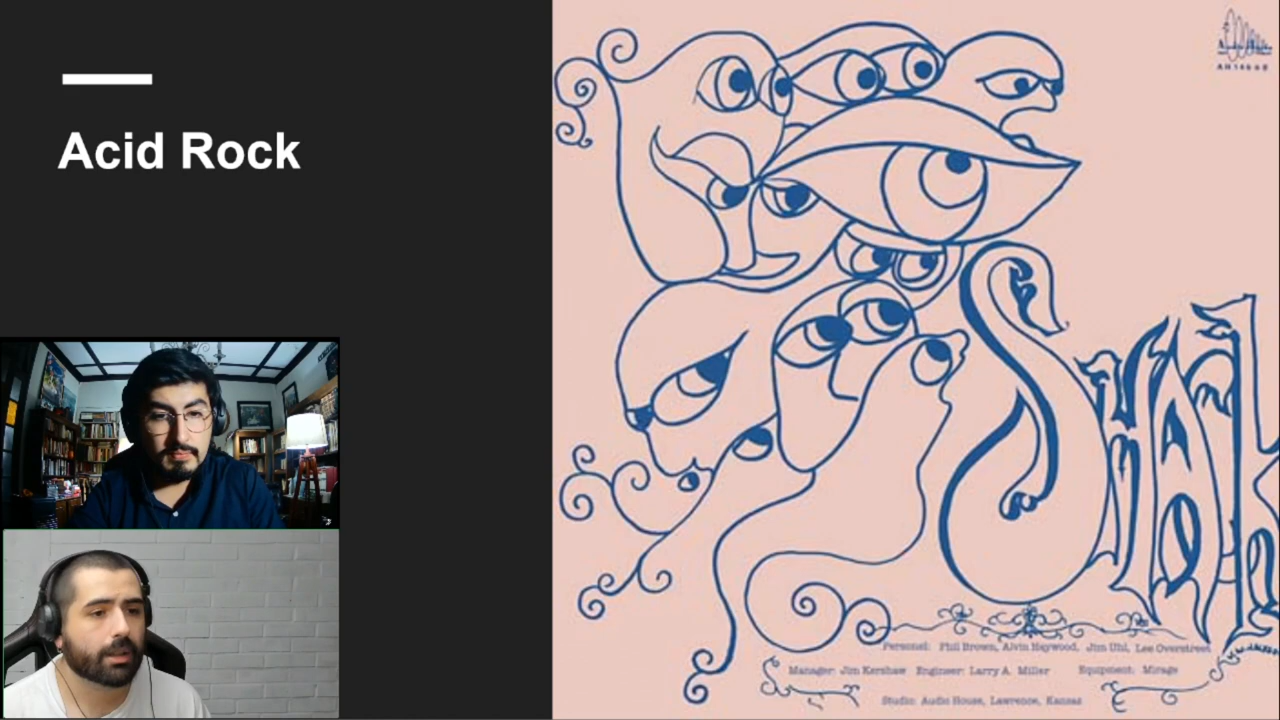 Acid Rock
Personel: Phil Brown, Alvin Haywood, Jim Uhl, Lee Overstreet
Manager: Jim Kershaw Engineer: Larry A. Miller Equipment: Mirage
Studio: Audio House, Lawrence, Kansas